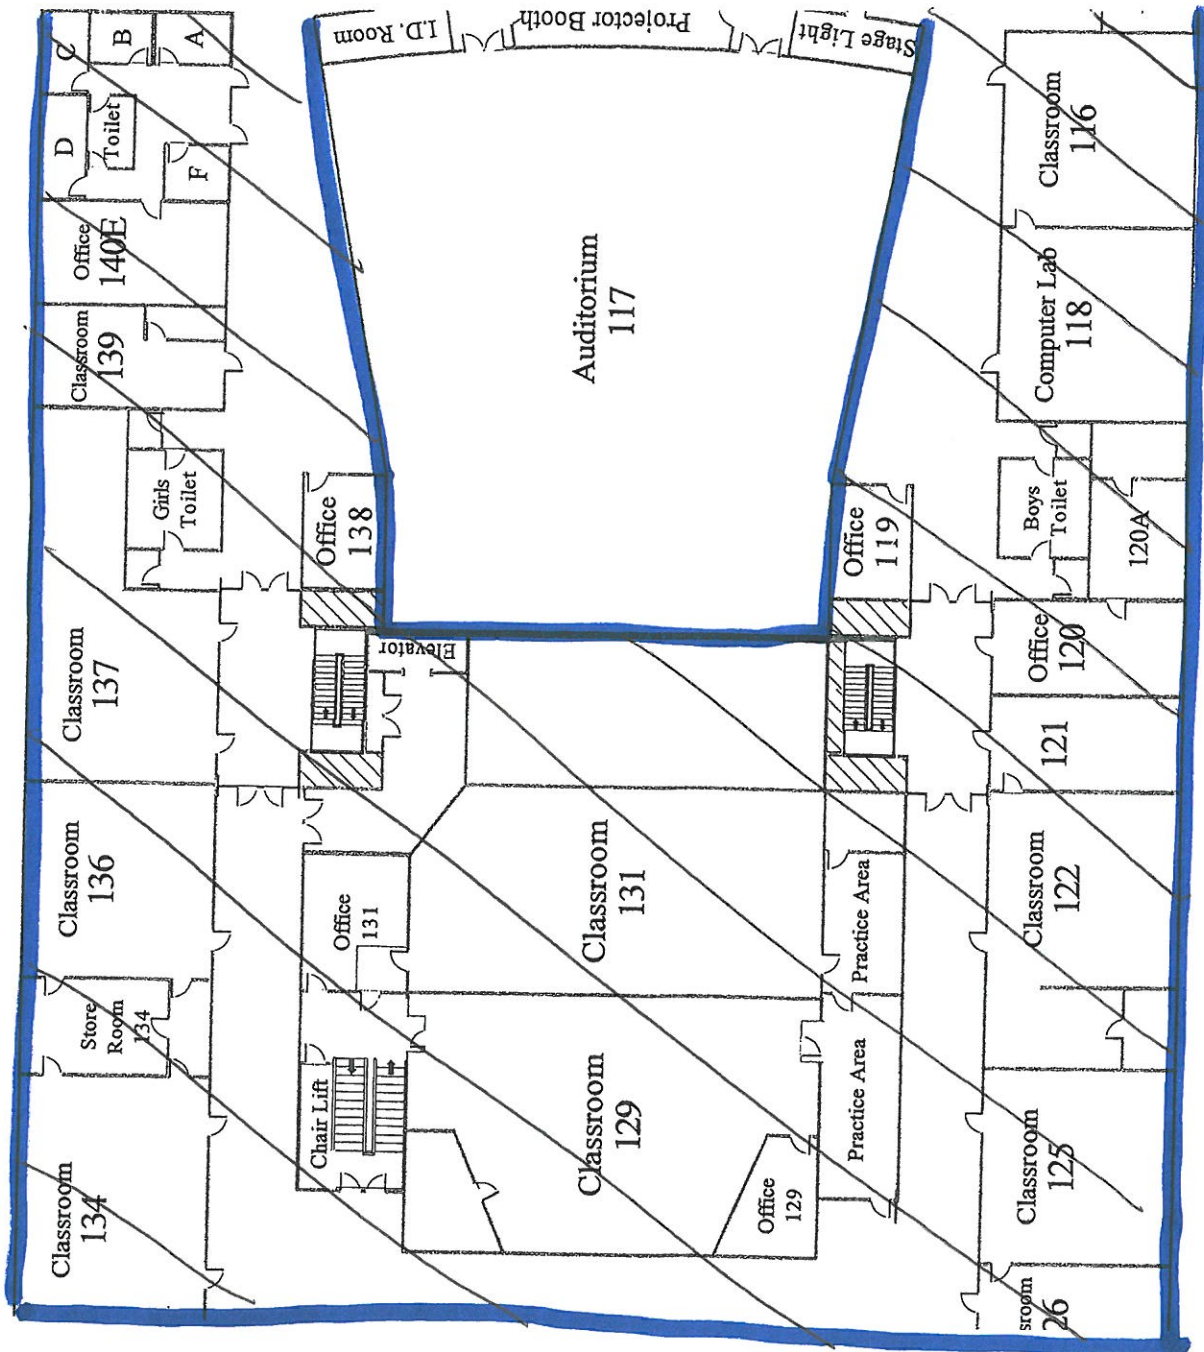 C
B
A
D
Toilet
F
Office
140E
Classroom
139
Girls
Toilet
Classroom
137
Classroom
136
Store
Room
134
Classroom
134
I.D. Room
Projector Booth
Stage Light
Auditorium
117
Office
138
Office
119
Elevator
Office
131
Classroom
131
Practice Area
Chair Lift
Classroom
129
Office
129
Practice Area
Classroom
116
Computer Lab
118
Boys
Toilet
120A
Office
120
121
Classroom
122
Classroom
125
sroom
26